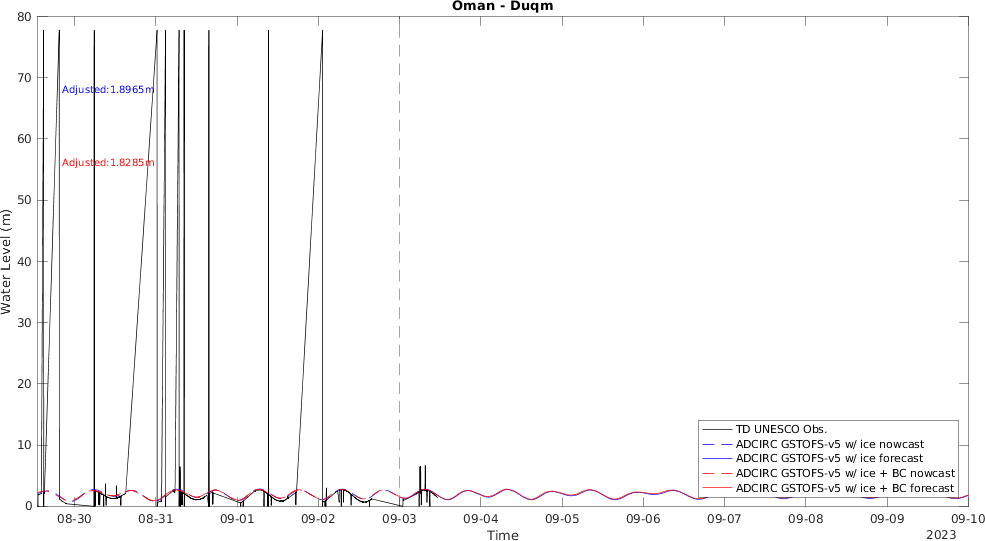 Oman - Duqm
80
70
60
50
40
30
20
10
0
Water Level (m)
Adjusted:1.8965m
Adjusted:1.8285m
TD UNESCO Obs.
ADCIRC GSTOFS-v5 w/ ice nowcast
ADCIRC GSTOFS-v5 w/ ice forecast
ADCIRC GSTOFS-v5 w/ ice + BC nowcast
ADCIRC GSTOFS-v5 w/ ice + BC forecast
08-30 08-31 09-01 09-02 09-03 09-04 09-05 09-06 09-07 09-08 09-09 09-10
Time
2023